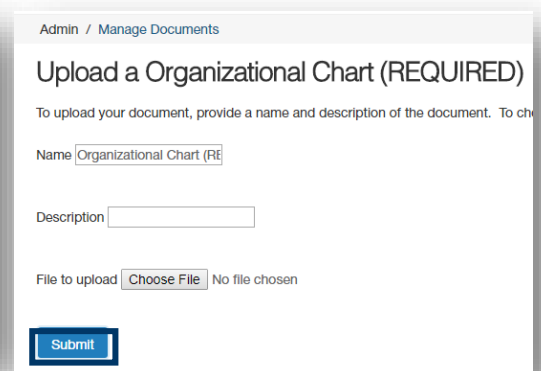 Admin / Manage Documents
Upload a Organizational Chart (REQUIRED)
To upload your document, provide a name and description of the document. To
Name Organizational Chart (RE
Description
File to upload Choose File No file chosen
Submit